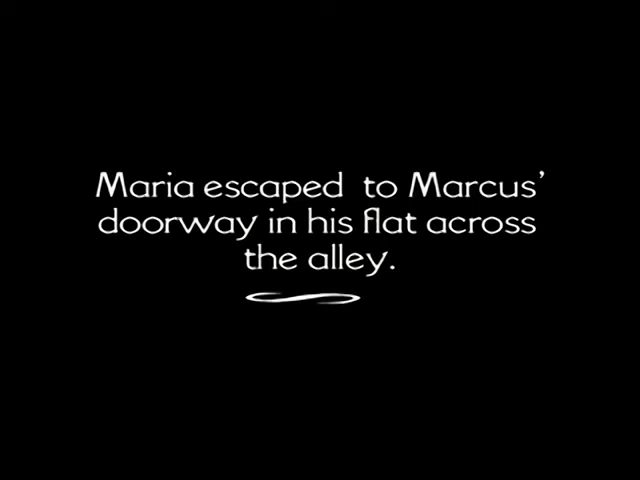 Maria escaped to Marcus’
doorway in his flat across
the alley.